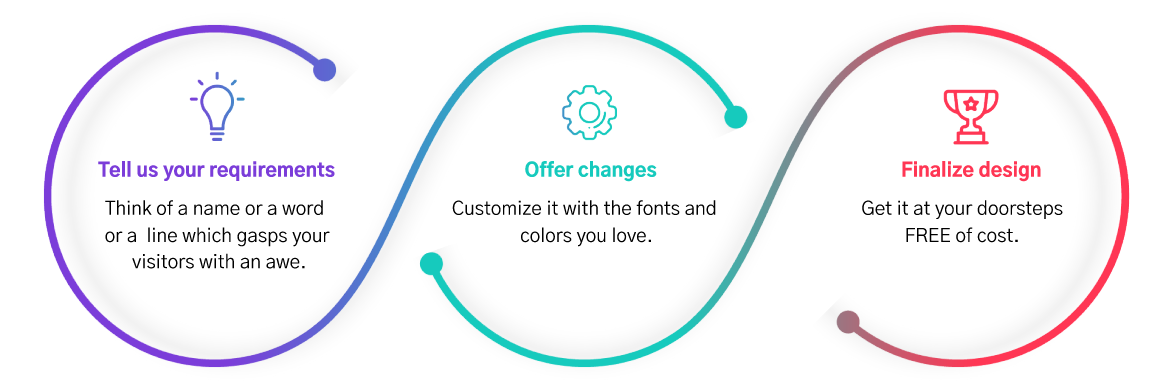 Tell us your requirements
Think of a name or a word
or a  line which gasps your
visitors with an awe.
Offer changes
Customize it with the fonts and
colors you love.
Finalize design
Get it at your doorsteps
FREE of cost.